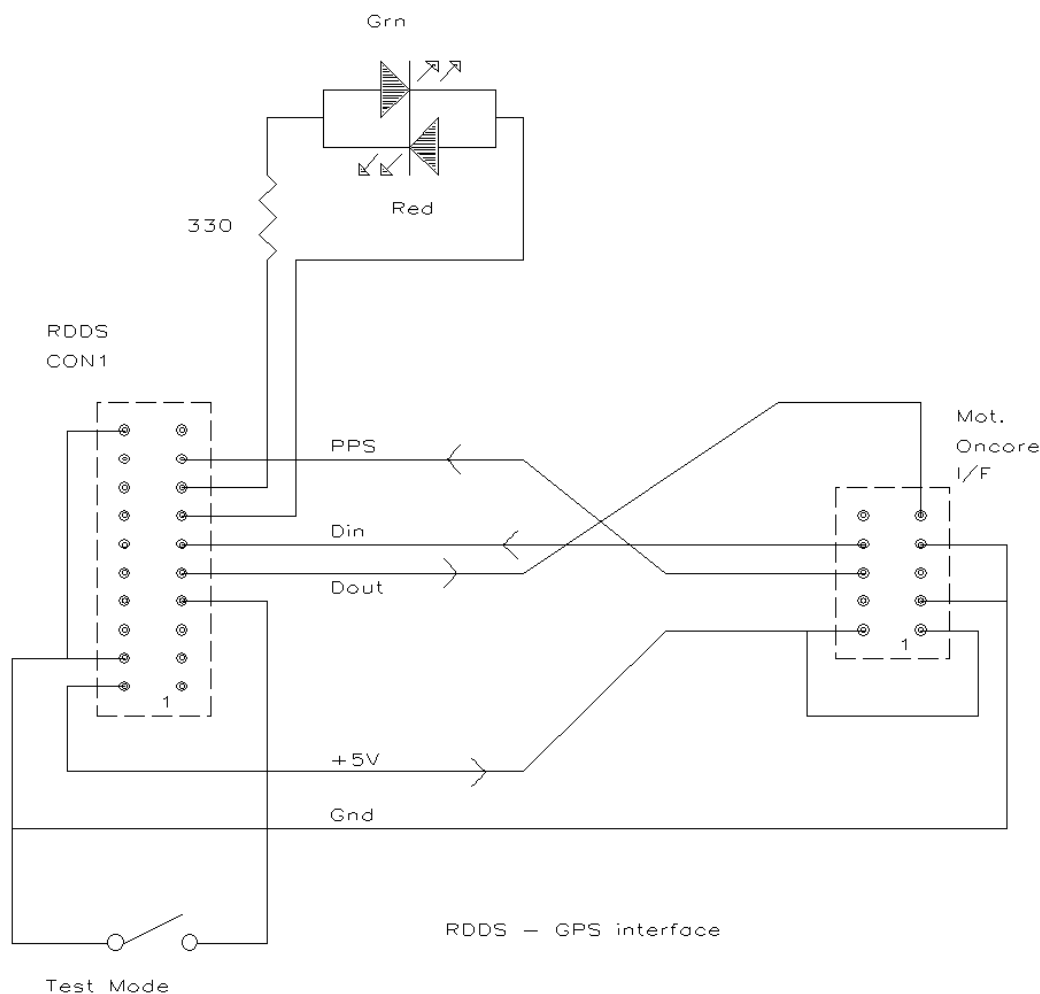 Grn
Red
330
RDDS
CON1
PPS
Mot.
Oncore
I/F
Din
Dout
1
1
+5V
Gnd
RDDS – GPS interface
Test Mode